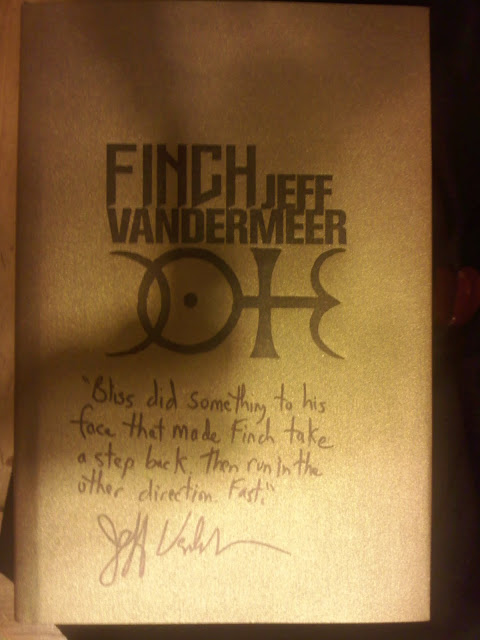 FINCH JEFF
VANDERMEER
"Bliss did something to his
face that made Finch take
a step back. Then run in the
other direction. Fast."
Jeff